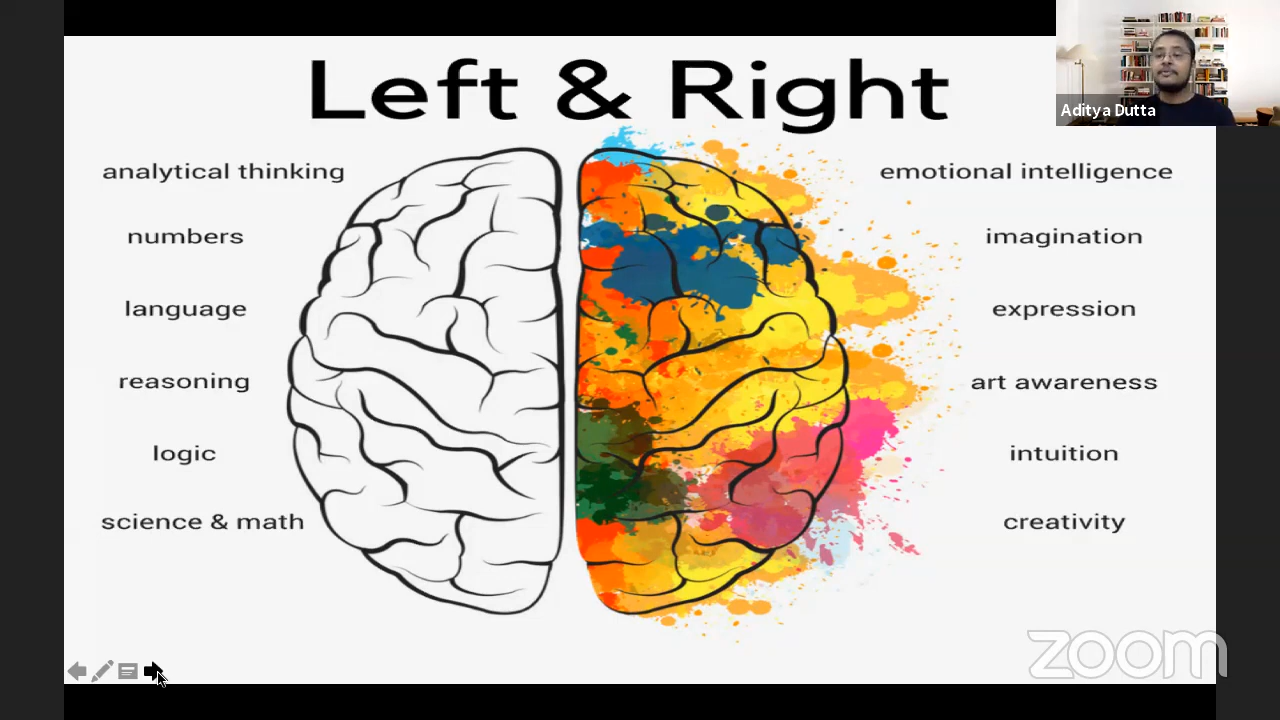 Left & Right
Aditya Dutta
analytical thinking
numbers
language
reasoning
logic
science & math
emotional intelligence
imagination
expression
art awareness
intuition
creativity
zoom